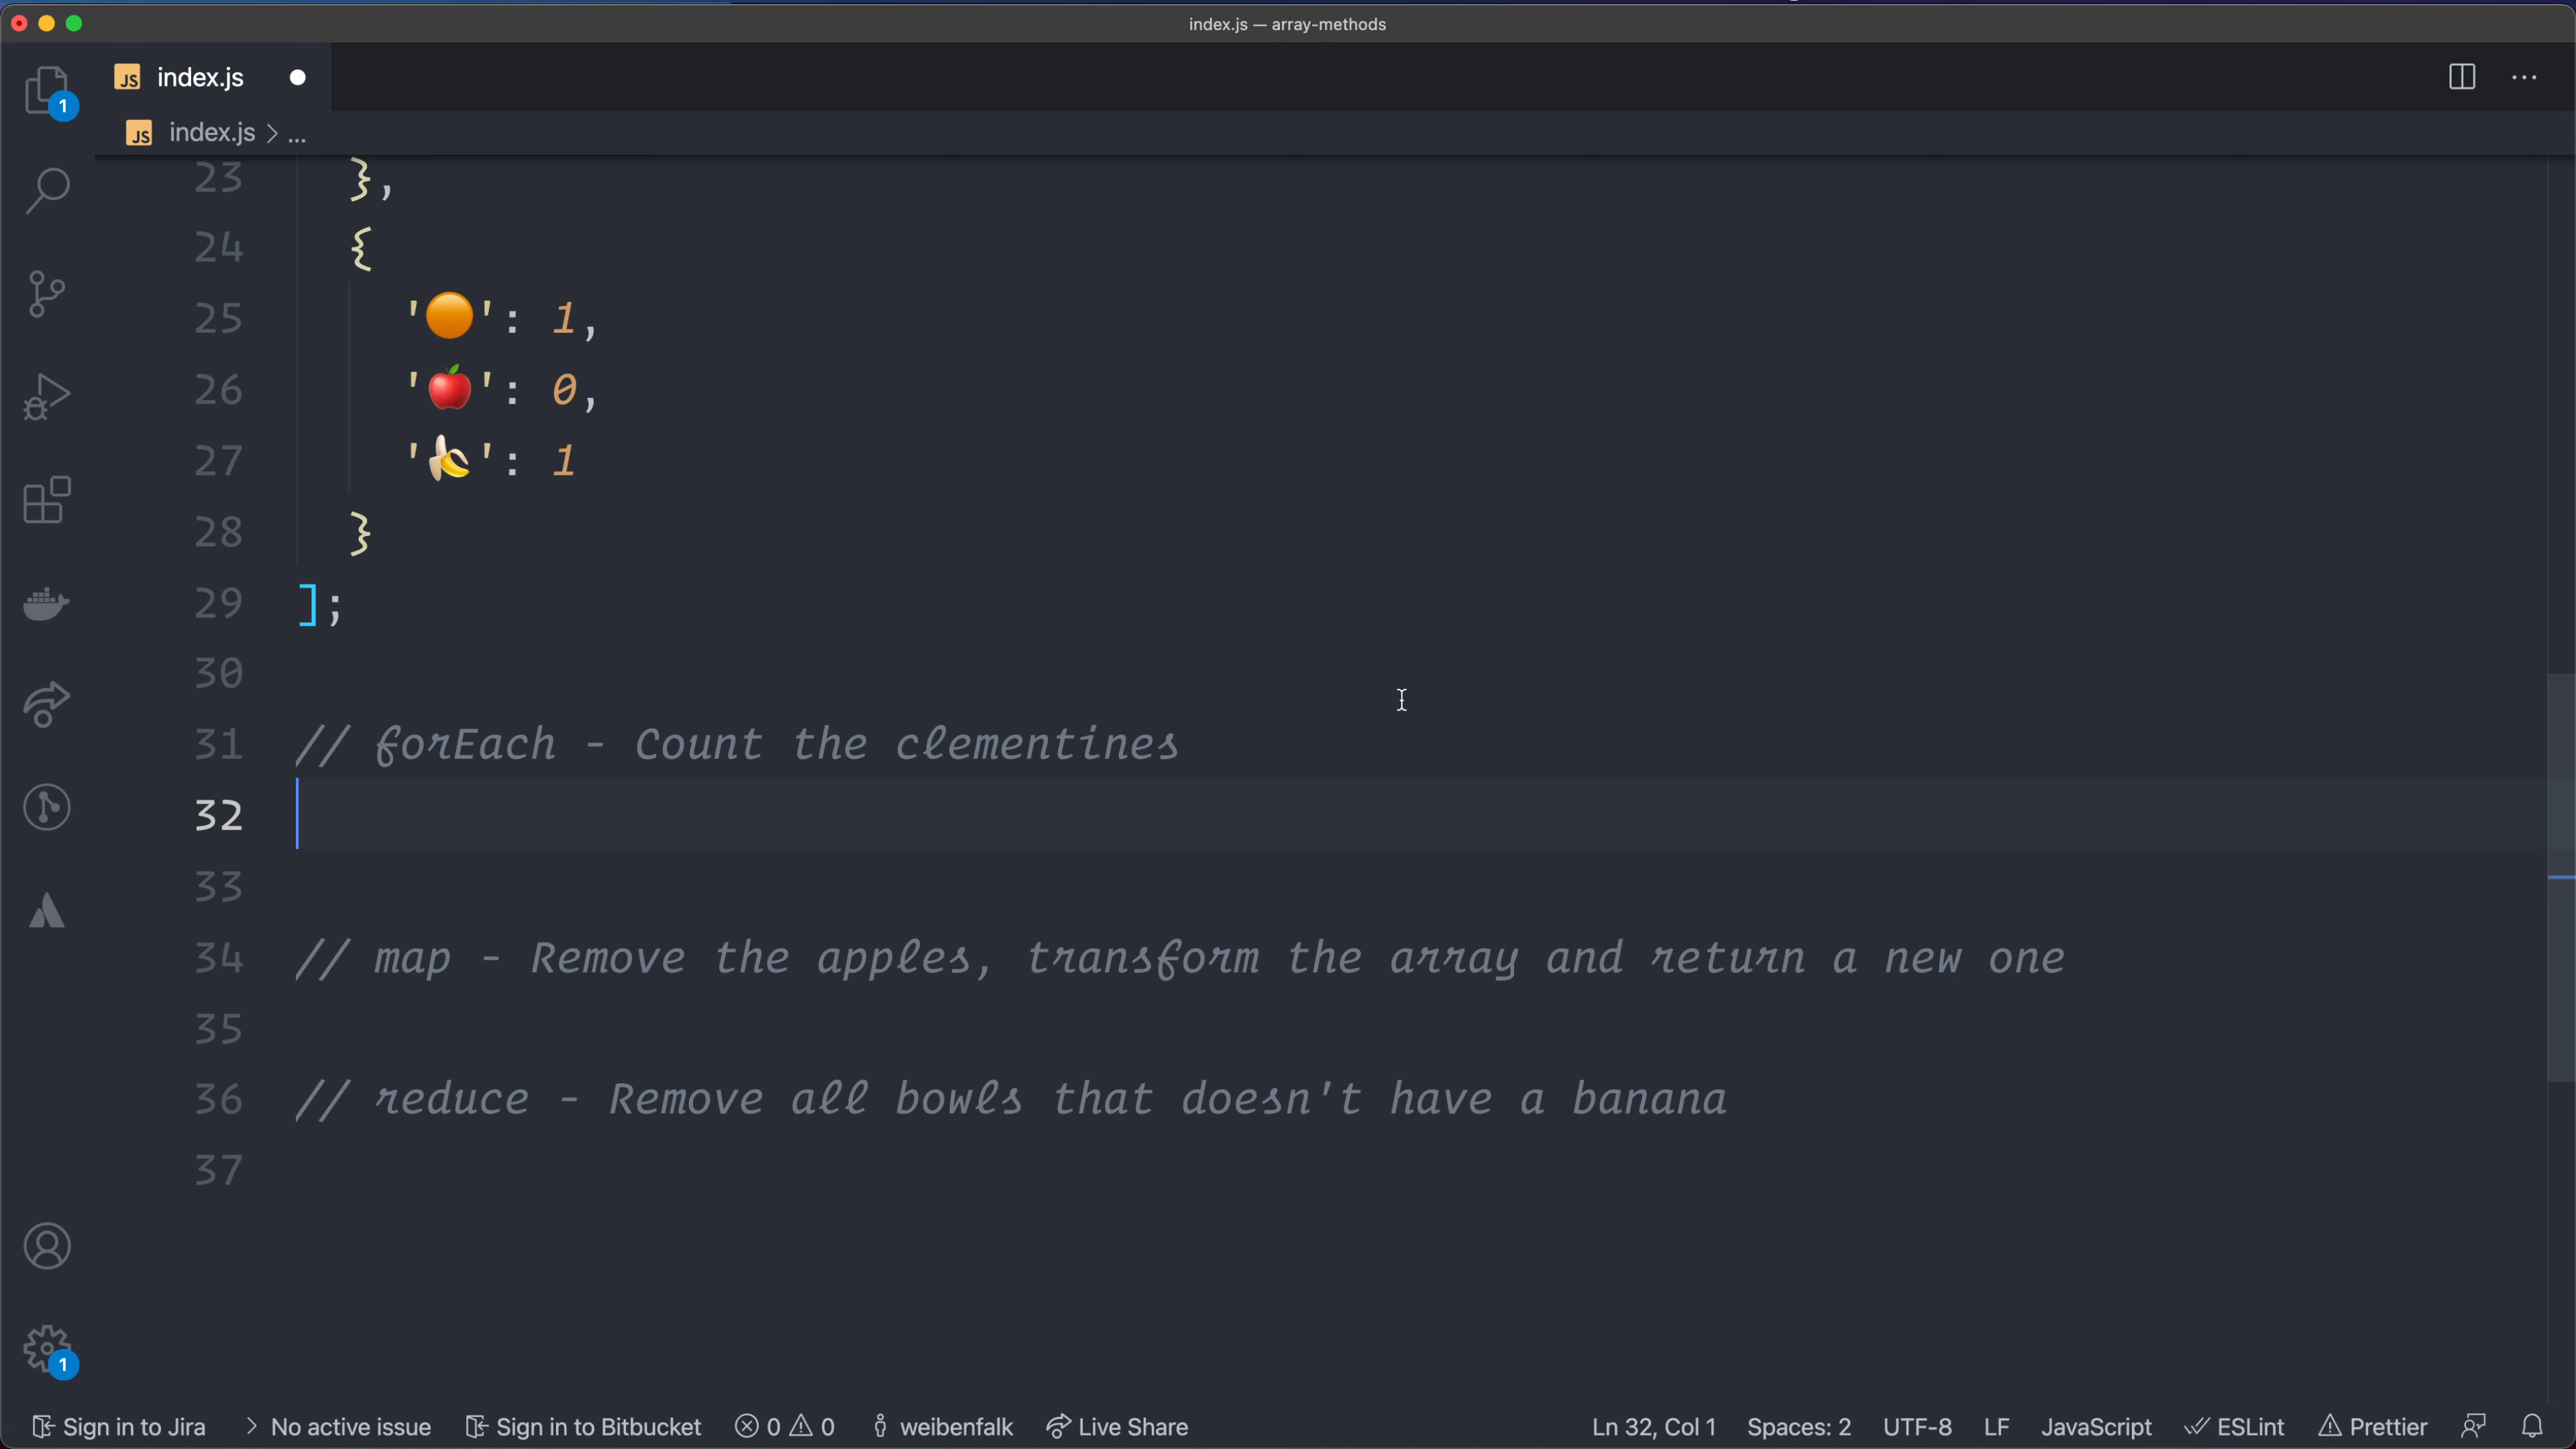 index.js — array-methods
JS index.js
JS index.js > ...
1
23 },
24 {
25 '🟠': 1,
26 '🍎': 0,
27 '🍌': 1
28 }
29 ];
30
31 // forEach - Count the clementines
32
33
34 // map - Remove the apples, transform the array and return a new one
35
36 // reduce - Remove all bowls that doesn't have a banana
37
1
Sign in to Jira > No active issue Sign in to Bitbucket 0 0 weibenfalk Live Share Ln 32, Col 1 Spaces: 2 UTF-8 LF JavaScript ESLint Prettier